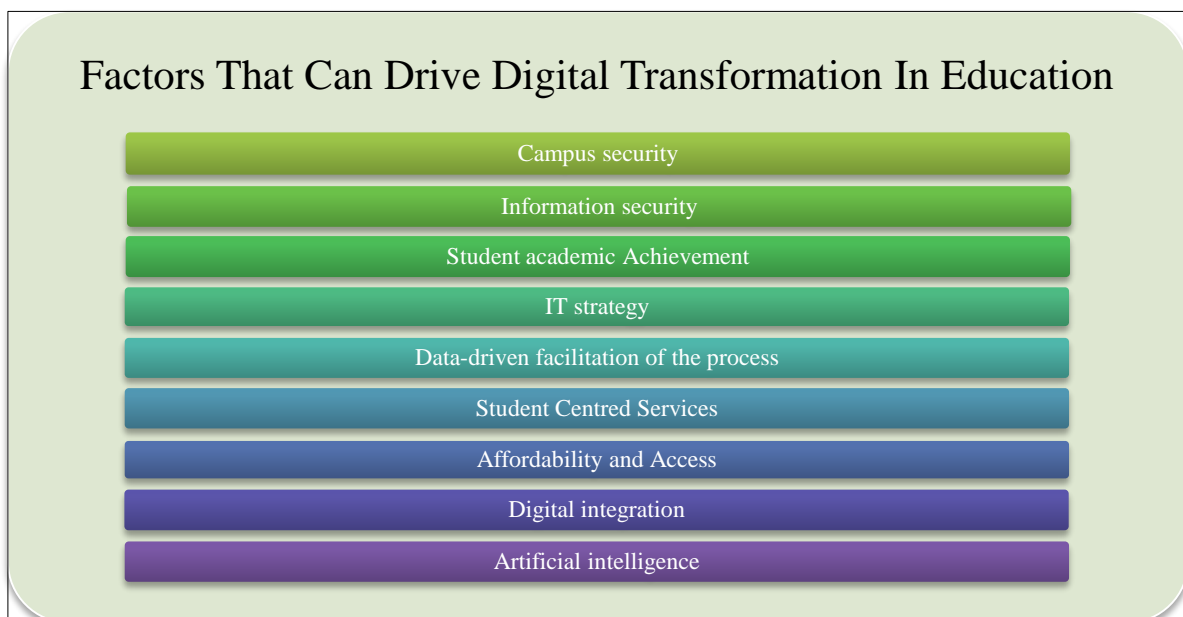 Factors That Can Drive Digital Transformation In Education
Campus security
Information security
Student academic Achievement
IT strategy
Data-driven facilitation of the process
Student Centred Services
Affordability and Access
Digital integration
Artificial intelligence